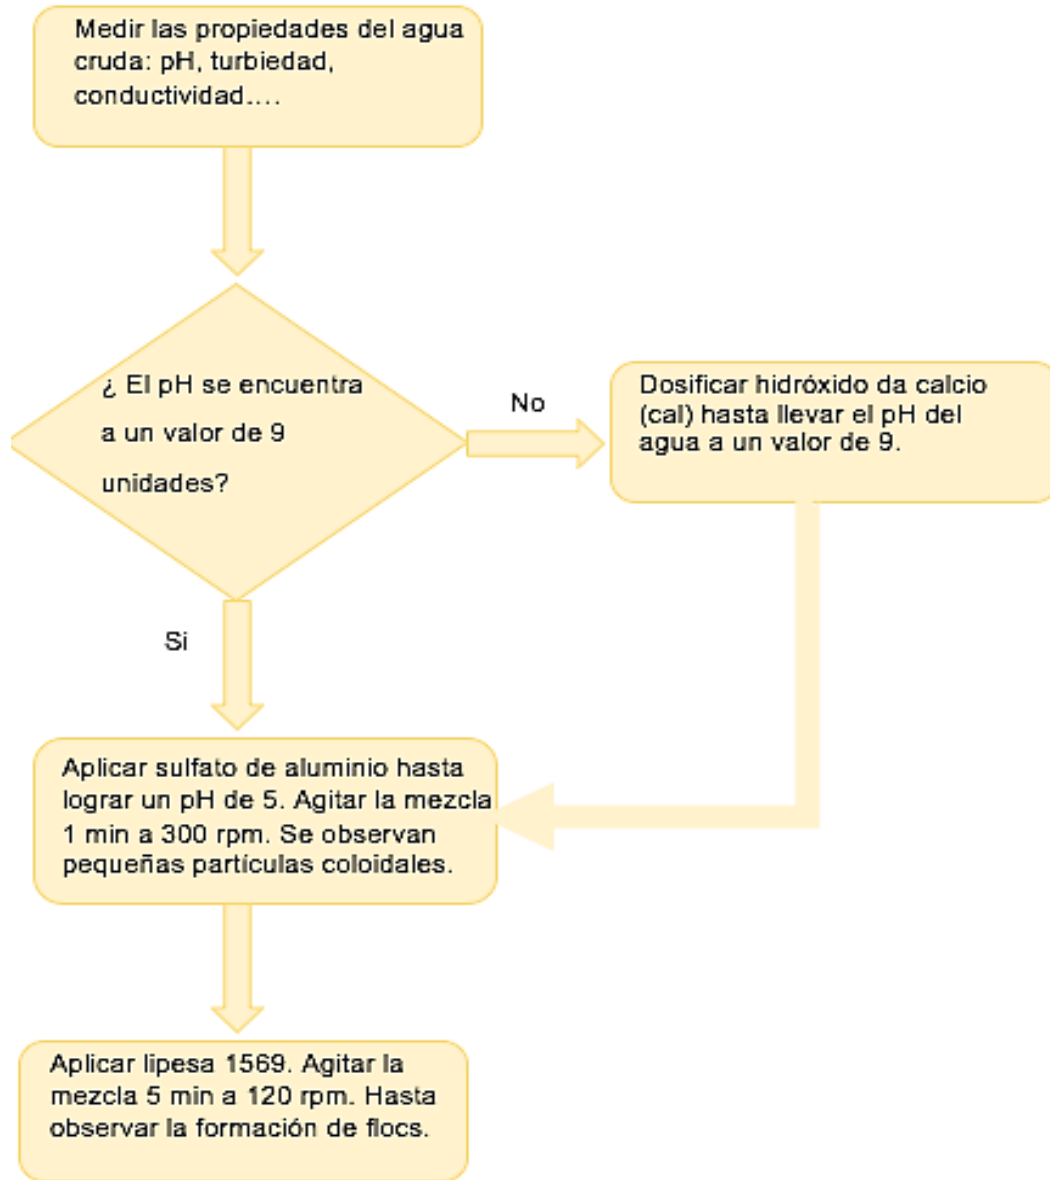 Medir las propiedades del agua
cruda: pH, turbiedad,
conductividad....
¿ El pH se encuentra
a un valor de 9
unidades?
No
Dosificar hidróxido da calcio
(cal) hasta llevar el pH del
agua a un valor de 9.
Si
Aplicar sulfato de aluminio hasta
lograr un pH de 5. Agitar la mezcla
1 min a 300 rpm. Se observan
pequeñas partículas coloidales.
Aplicar lipesa 1569. Agitar la
mezcla 5 min a 120 rpm. Hasta
observar la formación de flocs.